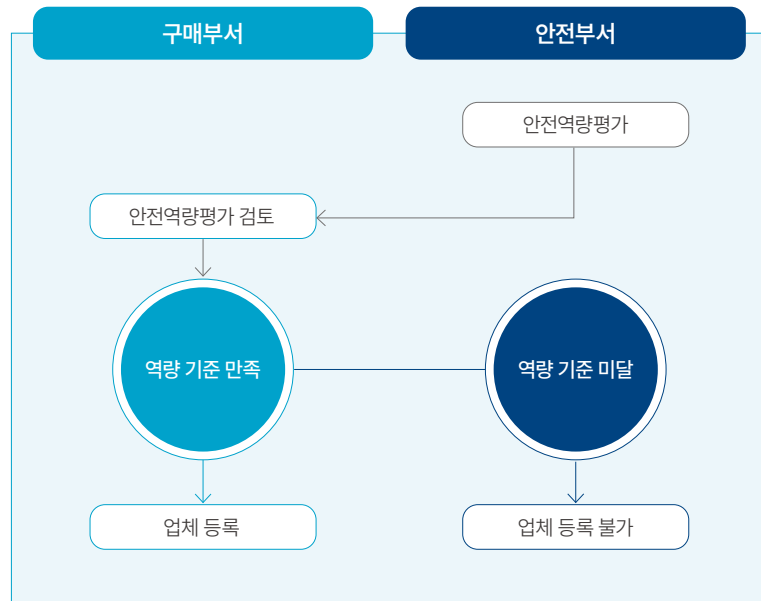 구매부서
안전부서
안전역량평가
안전역량평가 검토
역량 기준 만족
역량 기준 미달
업체 등록
업체 등록 불가